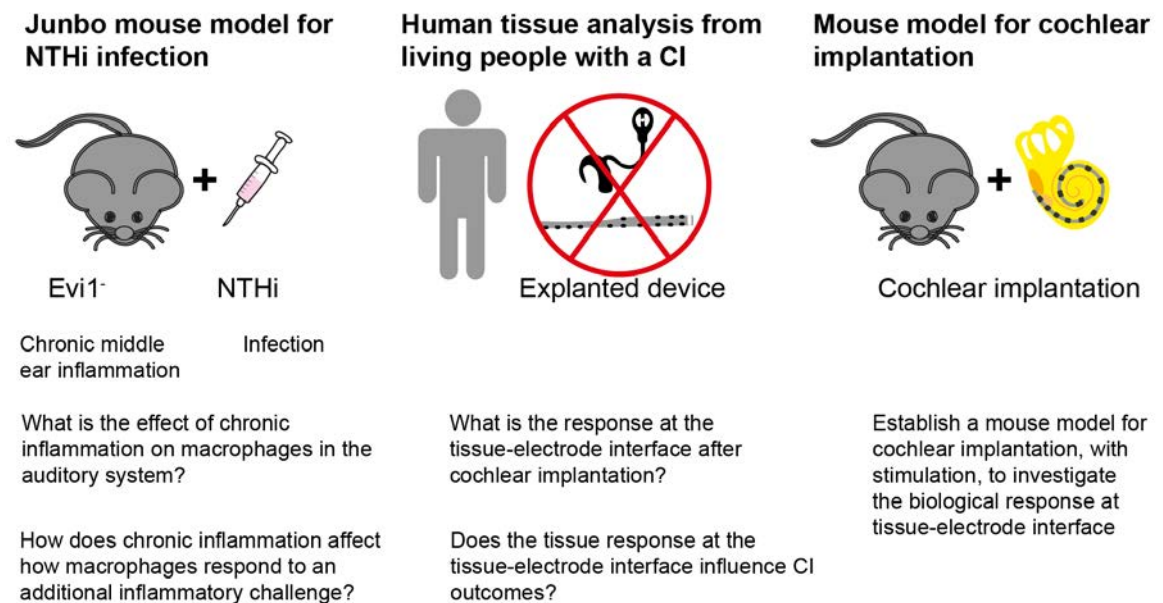 Junbo mouse model for
NTHi infection
+
Evi1⁻
NTHi
Chronic middle
ear inflammation
Infection
What is the effect of chronic
inflammation on macrophages in the
auditory system?
How does chronic inflammation affect
how macrophages respond to an
additional inflammatory challenge?
Human tissue analysis from
living people with a CI
Explanted device
What is the response at the
tissue-electrode interface after
cochlear implantation?
Does the tissue response at the
tissue-electrode interface influence CI
outcomes?
Mouse model for cochlear
implantation
+
Cochlear implantation
Establish a mouse model for
cochlear implantation, with
stimulation, to investigate
the biological response at
tissue-electrode interface